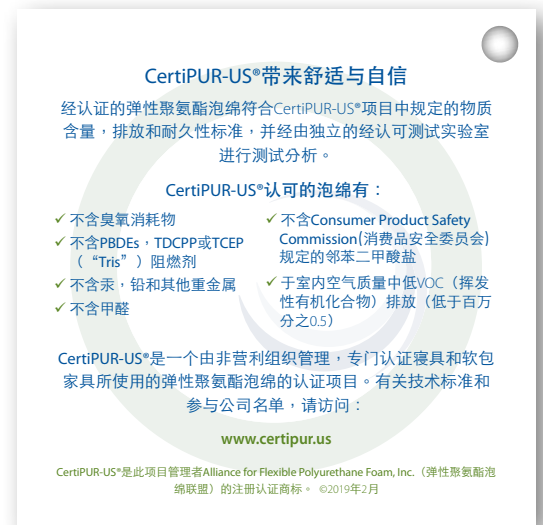 CertiPUR-US®带来舒适与自信
经认证的弹性聚氨酯泡绵符合CertiPUR-US®项目中规定的物质
含量，排放和耐久性标准，并经由独立的经认可测试实验室
进行测试分析。
CertiPUR-US®认可的泡绵有：
✓ 不含臭氧消耗物
✓ 不含PBDEs，TDCPP或TCEP
（“Tris”）阻燃剂
✓ 不含汞，铅和其他重金属
✓ 不含甲醛
✓ 不含Consumer Product Safety
Commission(消费品安全委员会)
规定的邻苯二甲酸盐
✓ 于室内空气质量中低VOC（挥发
性有机化合物）排放（低于百万
分之0.5）
CertiPUR-US®是一个由非营利组织管理，专门认证寝具和软包
家具所使用的弹性聚氨酯泡绵的认证项目。有关技术标准和
参与公司名单，请访问：
www.certipur.us
CertiPUR-US®是此项目管理者Alliance for Flexible Polyurethane Foam, Inc.（弹性聚氨酯泡
绵联盟）的注册认证商标。 ©2019年2月